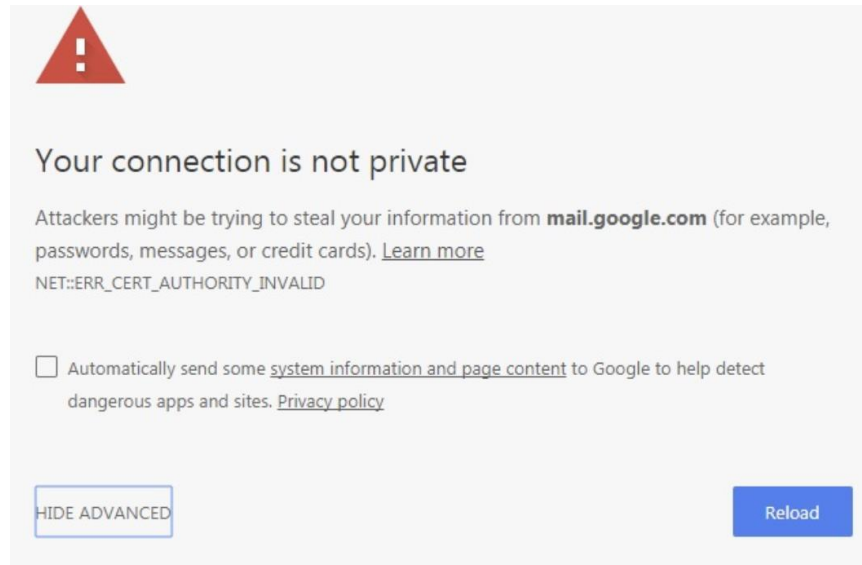 Your connection is not private
Attackers might be trying to steal your information from mail.google.com (for example,
passwords, messages, or credit cards). Learn more
NET::ERR_CERT_AUTHORITY_INVALID
Automatically send some system information and page content to Google to help detect
dangerous apps and sites. Privacy policy
HIDE ADVANCED
Reload